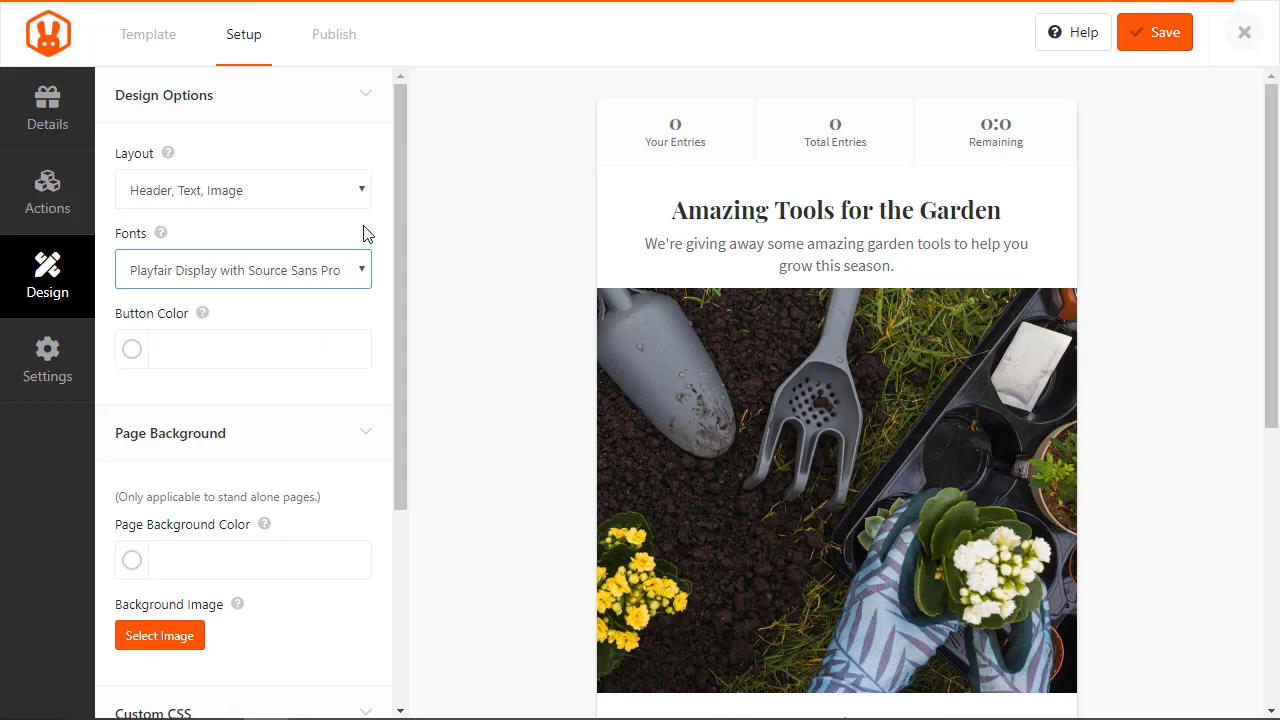 Template
Setup
Publish
Help
Save
Details
Actions
Design
Settings
Design Options
Layout
Header, Text, Image
Fonts
Playfair Display with Source Sans Pro
Button Color
Page Background
(Only applicable to stand alone pages.)
Page Background Color
Background Image
Select Image
Custom CSS
0
Your Entries
0
Total Entries
0:0
Remaining
Amazing Tools for the Garden
We're giving away some amazing garden tools to help you
grow this season.